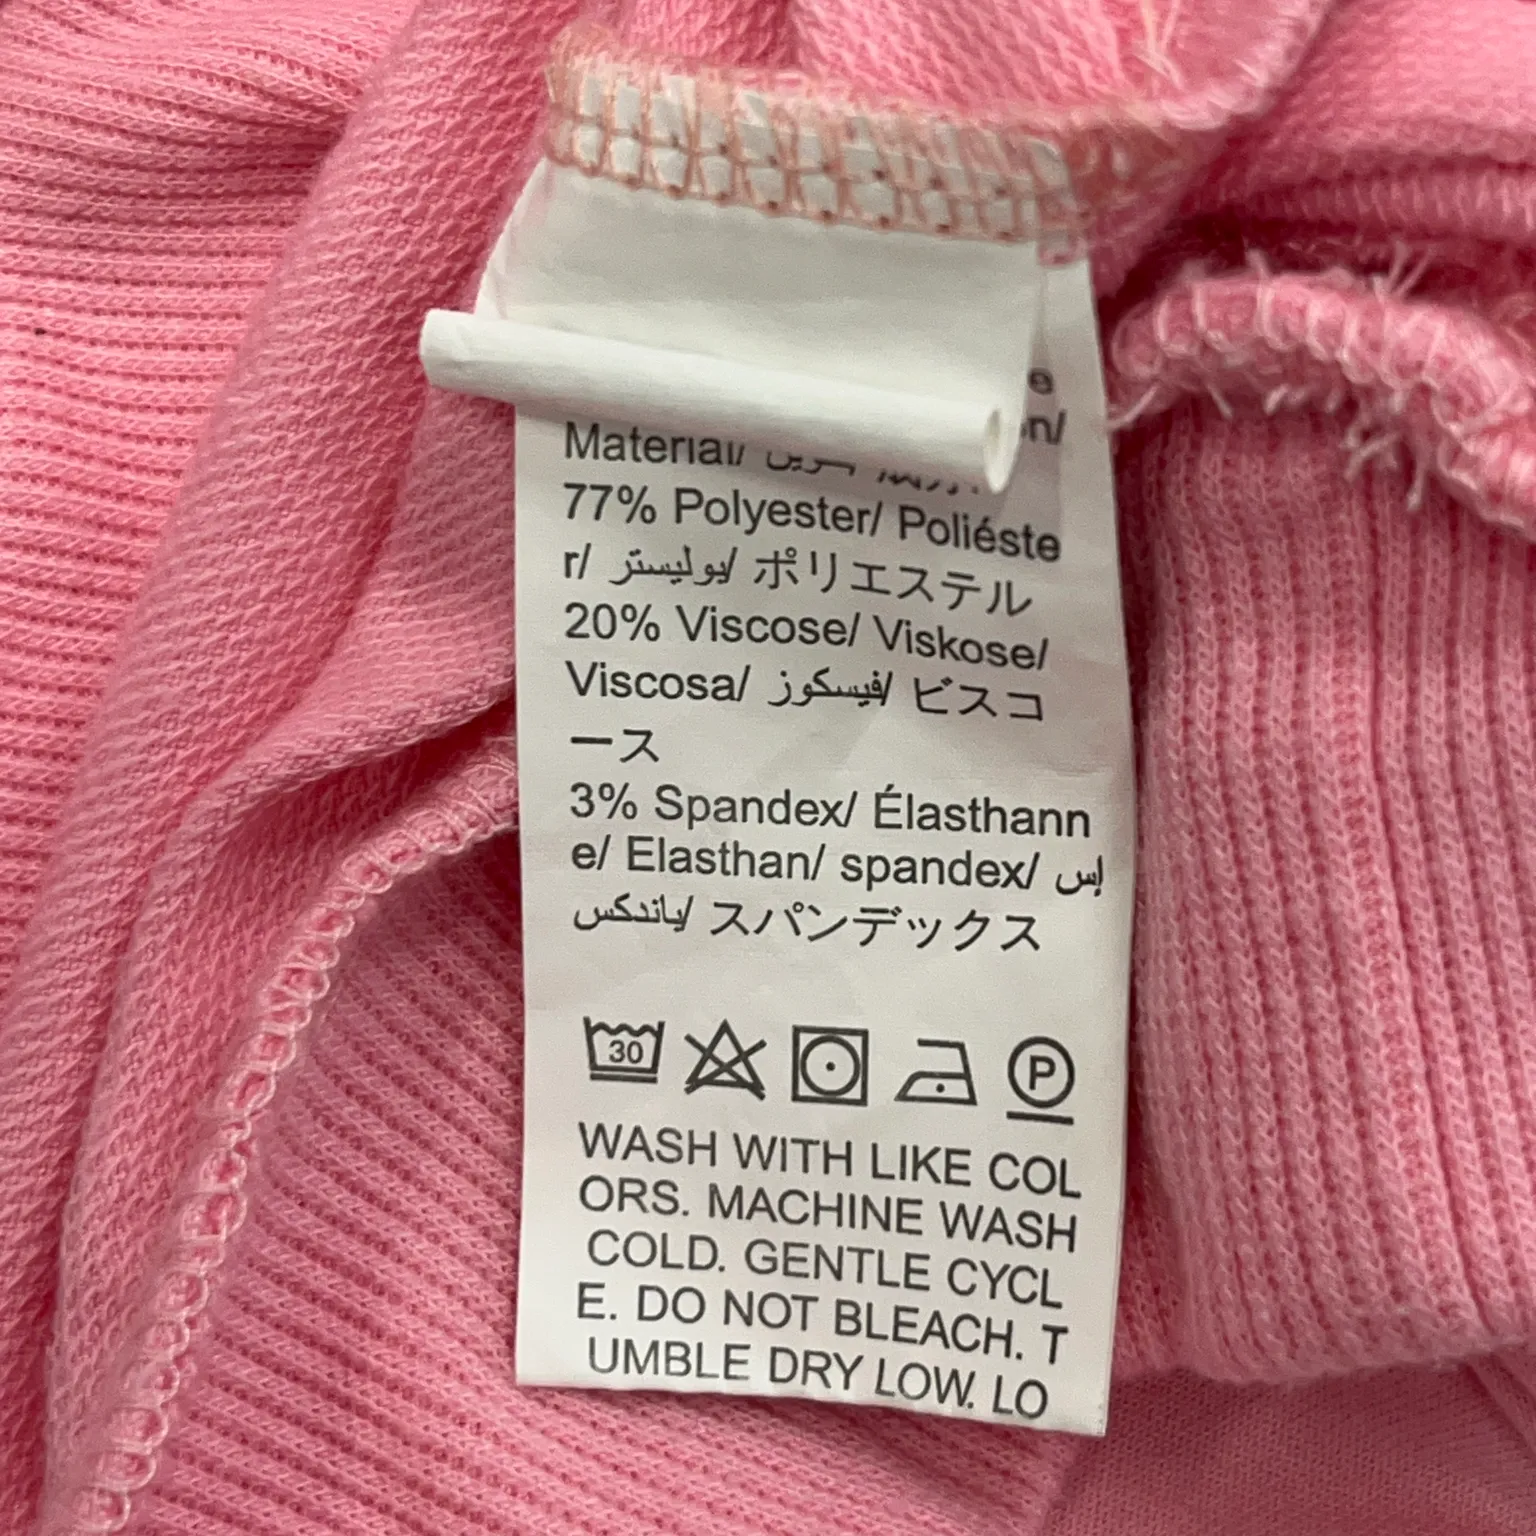 e
on/
Material/
77% Polyester/ Poliéste
r/ بوليستر/ ポリエステル
20% Viscose/ Viskose/
Viscosa/ فيسكوز/ ビスコ
ース
3% Spandex/ Élasthann
e/ Elasthan/ spandex/ إس
باندكس/ スパンデックス
30 P
WASH WITH LIKE COL
ORS. MACHINE WASH
COLD. GENTLE CYCL
E. DO NOT BLEACH. T
UMBLE DRY LOW. LO